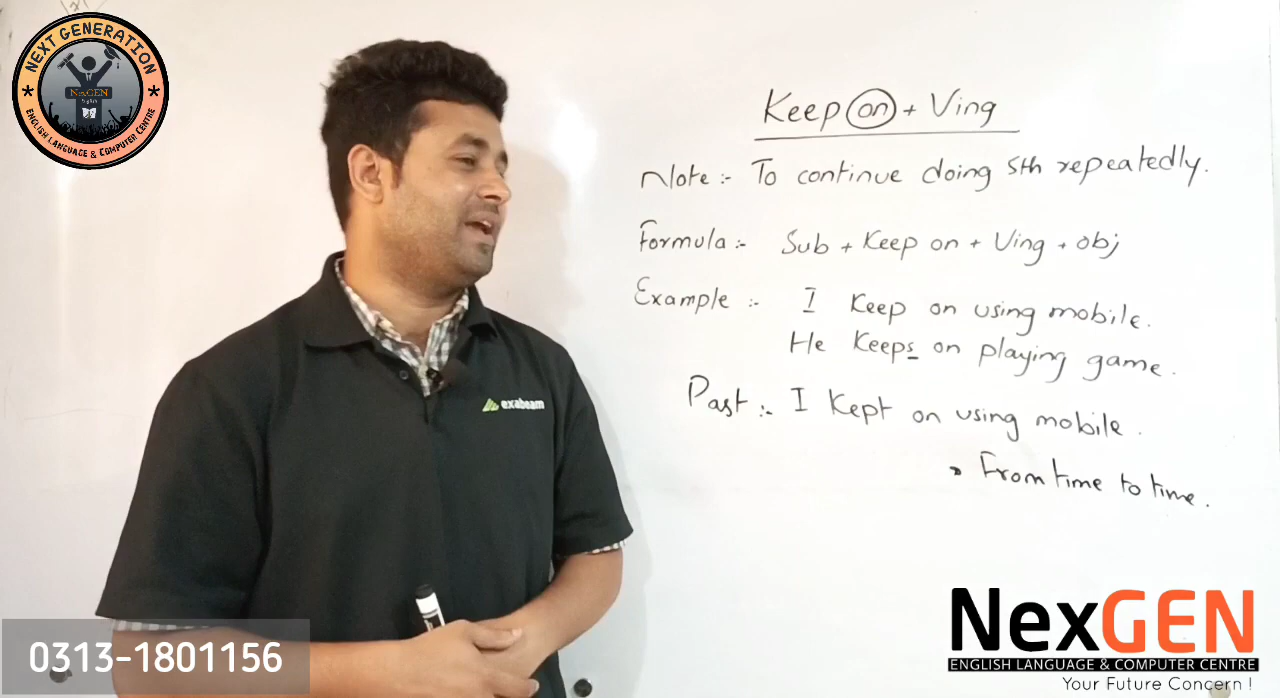 NEXT GENERATION
NexGEN
English
ENGLISH LANGUAGE & COMPUTER CENTRE
Keep on + Ving
Note :- To continue doing sth repeatedly.
Formula :- Sub + Keep on + Ving + obj
Example :- I Keep on using mobile.
He Keeps on playing game.
Past :- I Kept on using mobile.
From time to time.
exabeam
0313-1801156
NexGEN
ENGLISH LANGUAGE & COMPUTER CENTRE
Your Future Concern !